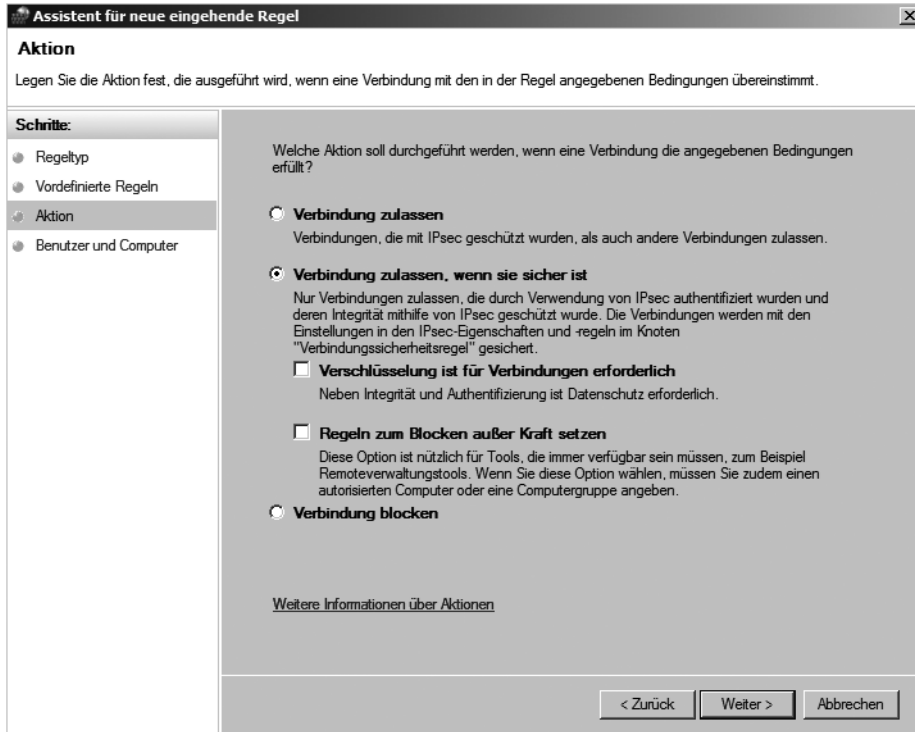 Assistent für neue eingehende Regel
Aktion
Legen Sie die Aktion fest, die ausgeführt wird, wenn eine Verbindung mit den in der Regel angegebenen Bedingungen übereinstimmt.
Schritte:
Regeltyp
Vordefinierte Regeln
Aktion
Benutzer und Computer
Welche Aktion soll durchgeführt werden, wenn eine Verbindung die angegebenen Bedingungen
erfüllt?
Verbindung zulassen
Verbindungen, die mit IPsec geschützt wurden, als auch andere Verbindungen zulassen.
Verbindung zulassen, wenn sie sicher ist
Nur Verbindungen zulassen, die durch Verwendung von IPsec authentifiziert wurden und
deren Integrität mithilfe von IPsec geschützt wurde. Die Verbindungen werden mit den
Einstellungen in den IPsec-Eigenschaften und -regeln im Knoten
"Verbindungssicherheitsregel" gesichert.
Verschlüsselung ist für Verbindungen erforderlich
Neben Integrität und Authentifizierung ist Datenschutz erforderlich.
Regeln zum Blocken außer Kraft setzen
Diese Option ist nützlich für Tools, die immer verfügbar sein müssen, zum Beispiel
Remoteverwaltungstools. Wenn Sie diese Option wählen, müssen Sie zudem einen
autorisierten Computer oder eine Computergruppe angeben.
Verbindung blocken
Weitere Informationen über Aktionen
< Zurück
Weiter >
Abbrechen